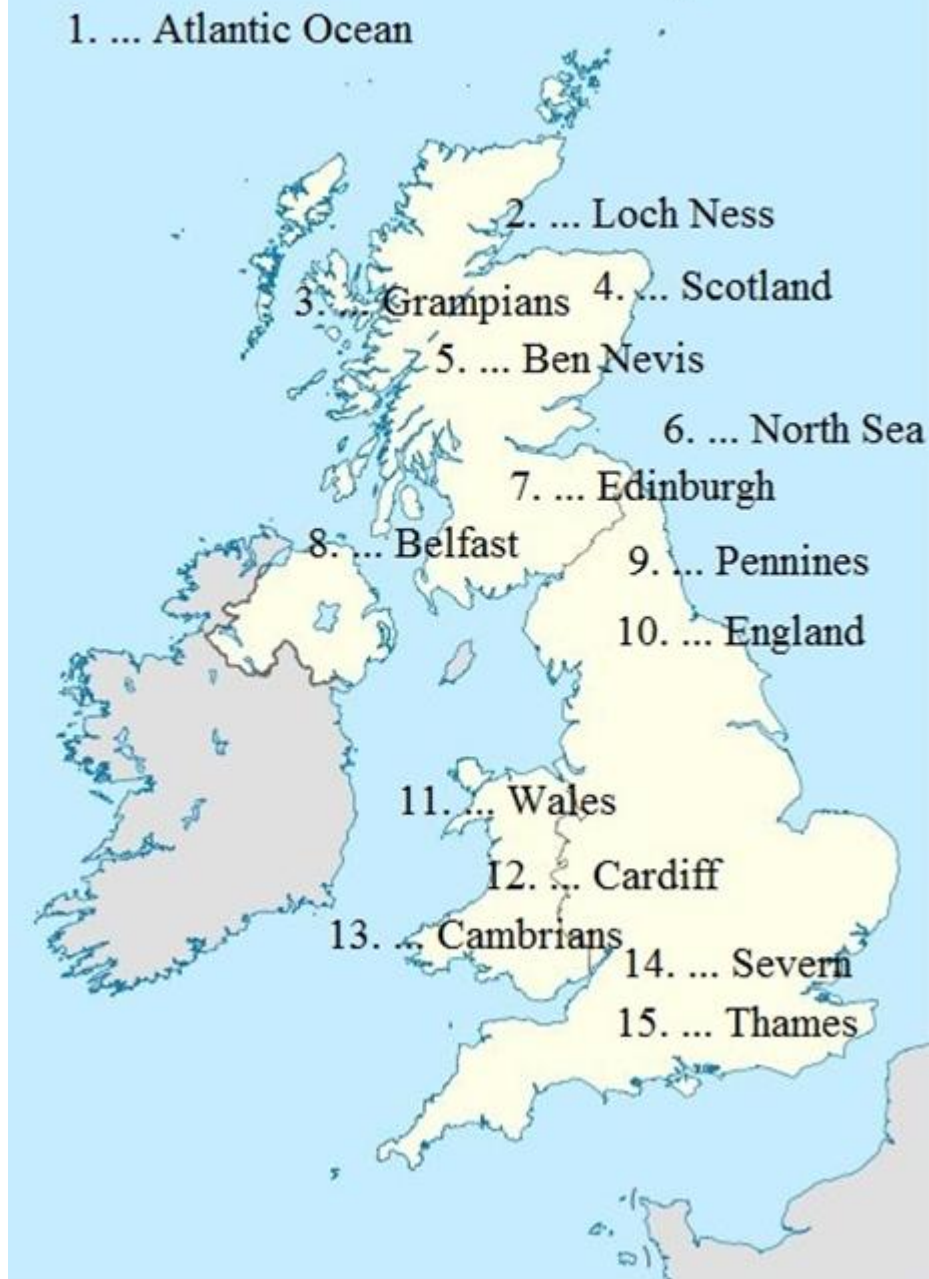 1. ... Atlantic Ocean
2. ... Loch Ness
3. ... Grampians
4. ... Scotland
5. ... Ben Nevis
6. ... North Sea
7. ... Edinburgh
8. ... Belfast
9. ... Pennines
10. ... England
11. ... Wales
12. ... Cardiff
13. ... Cambrians
14. ... Severn
15. ... Thames